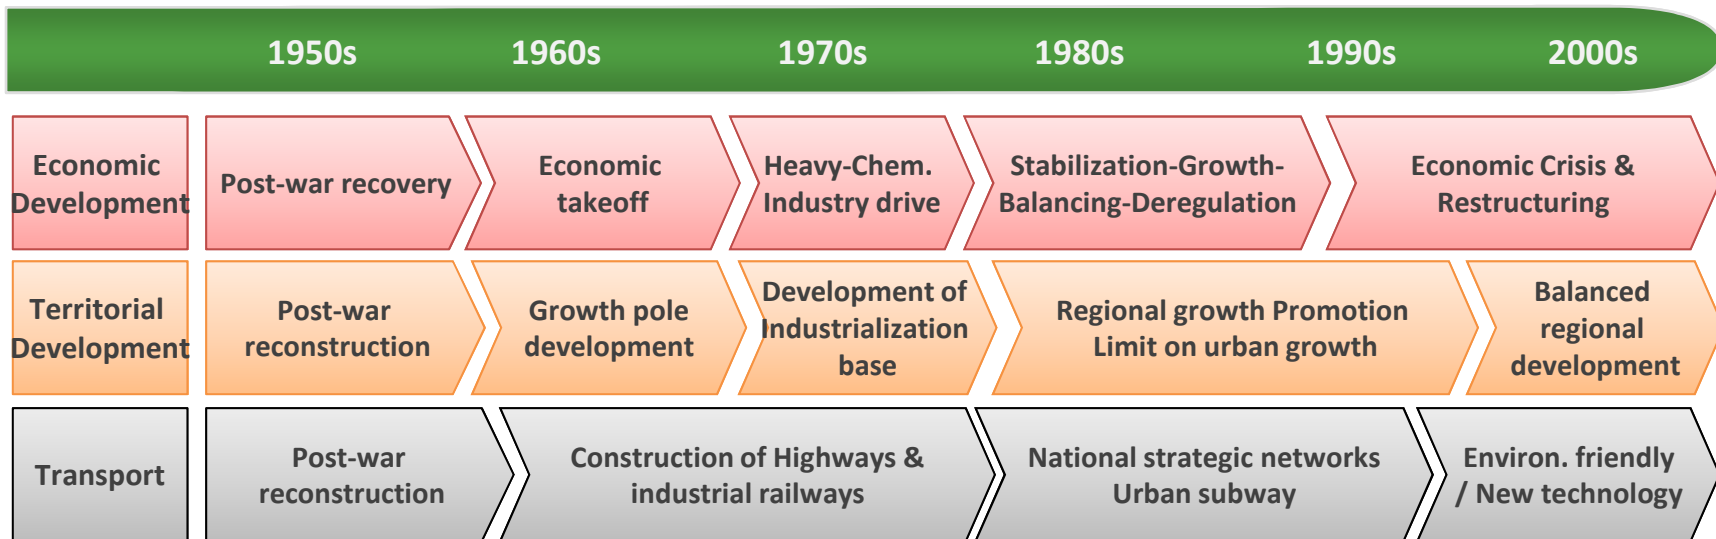 1950s 1960s 1970s 1980s 1990s 2000s
Economic
Development
Post-war recovery
Economic
takeoff
Heavy-Chem.
Industry drive
Stabilization-Growth-
Balancing-Deregulation
Economic Crisis &
Restructuring
Territorial
Development
Post-war
reconstruction
Growth pole
development
Development of
Industrialization
base
Regional growth Promotion
Limit on urban growth
Balanced
regional
development
Transport
Post-war
reconstruction
Construction of Highways &
industrial railways
National strategic networks
Urban subway
Environ. friendly
/ New technology